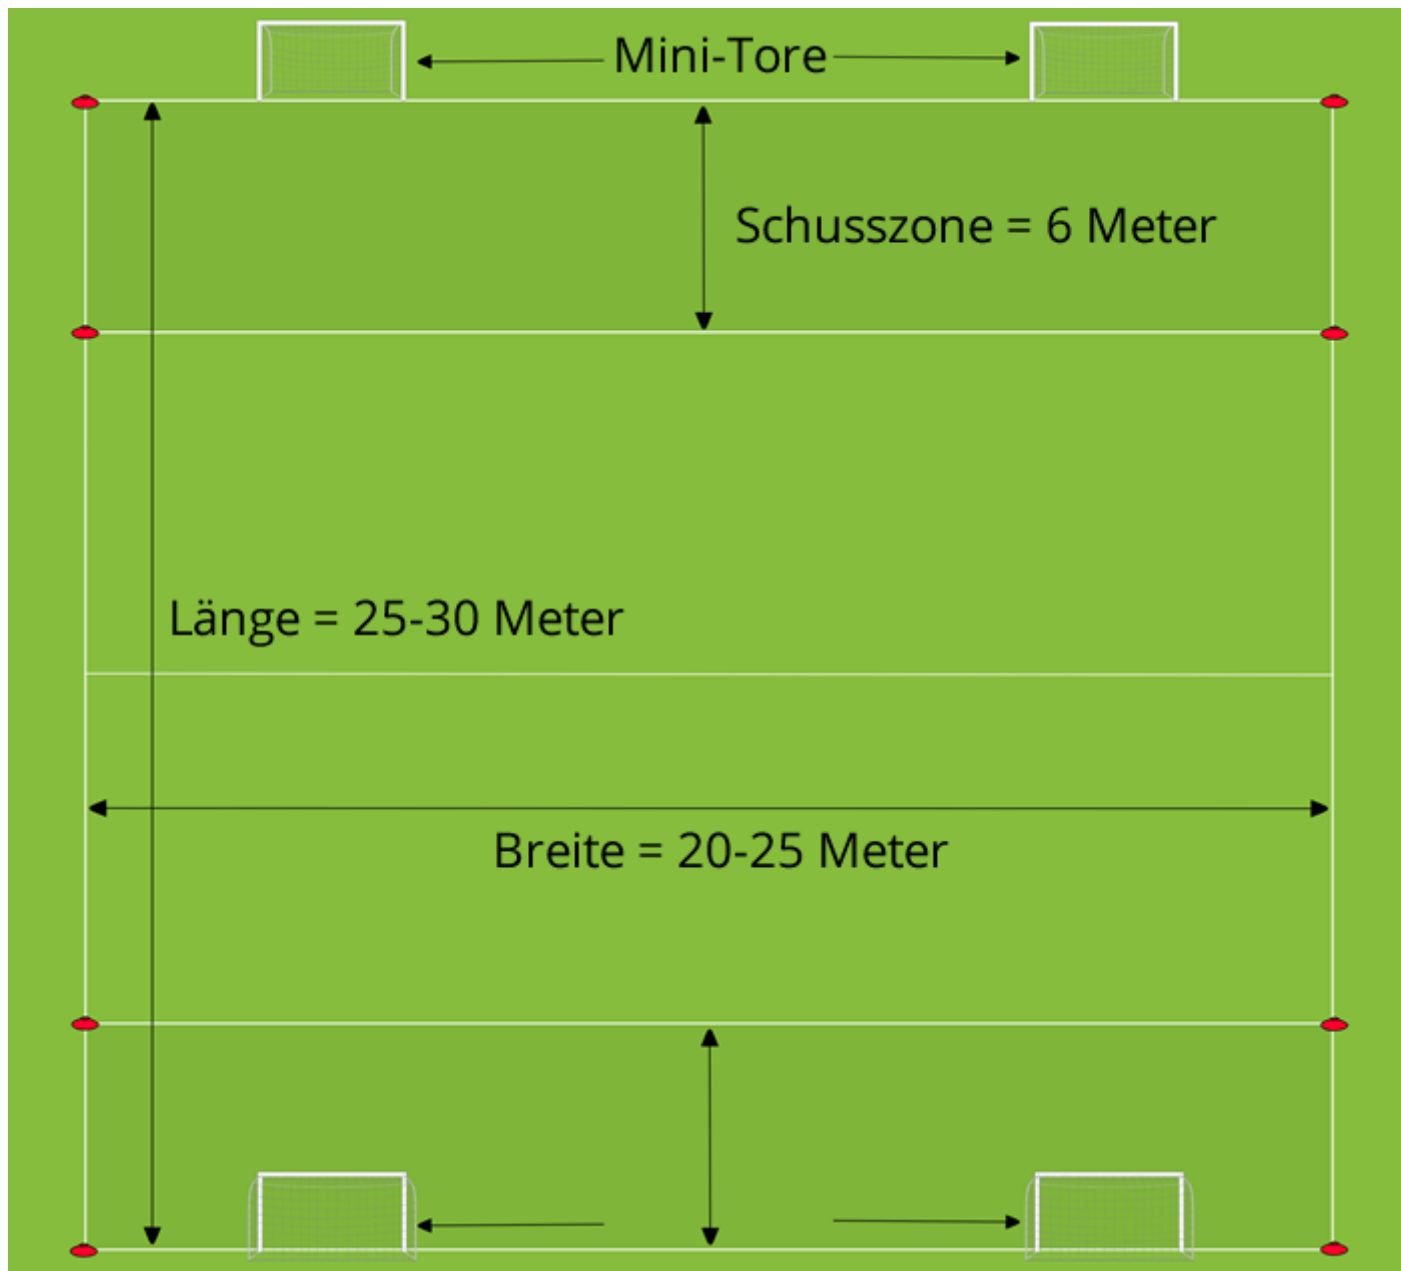 Mini-Tore
Schusszone = 6 Meter
Länge = 25-30 Meter
Breite = 20-25 Meter